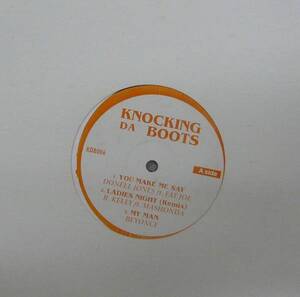 KNOCKING
DA BOOTS
KDB004
A side
1. YOU MAKE ME SAY
DONELL JONES ft. FAT JOE
2. LADIES NIGHT (Remix)
R. KELLY ft. MASHONDA
3. MY MAN
BEYONCE